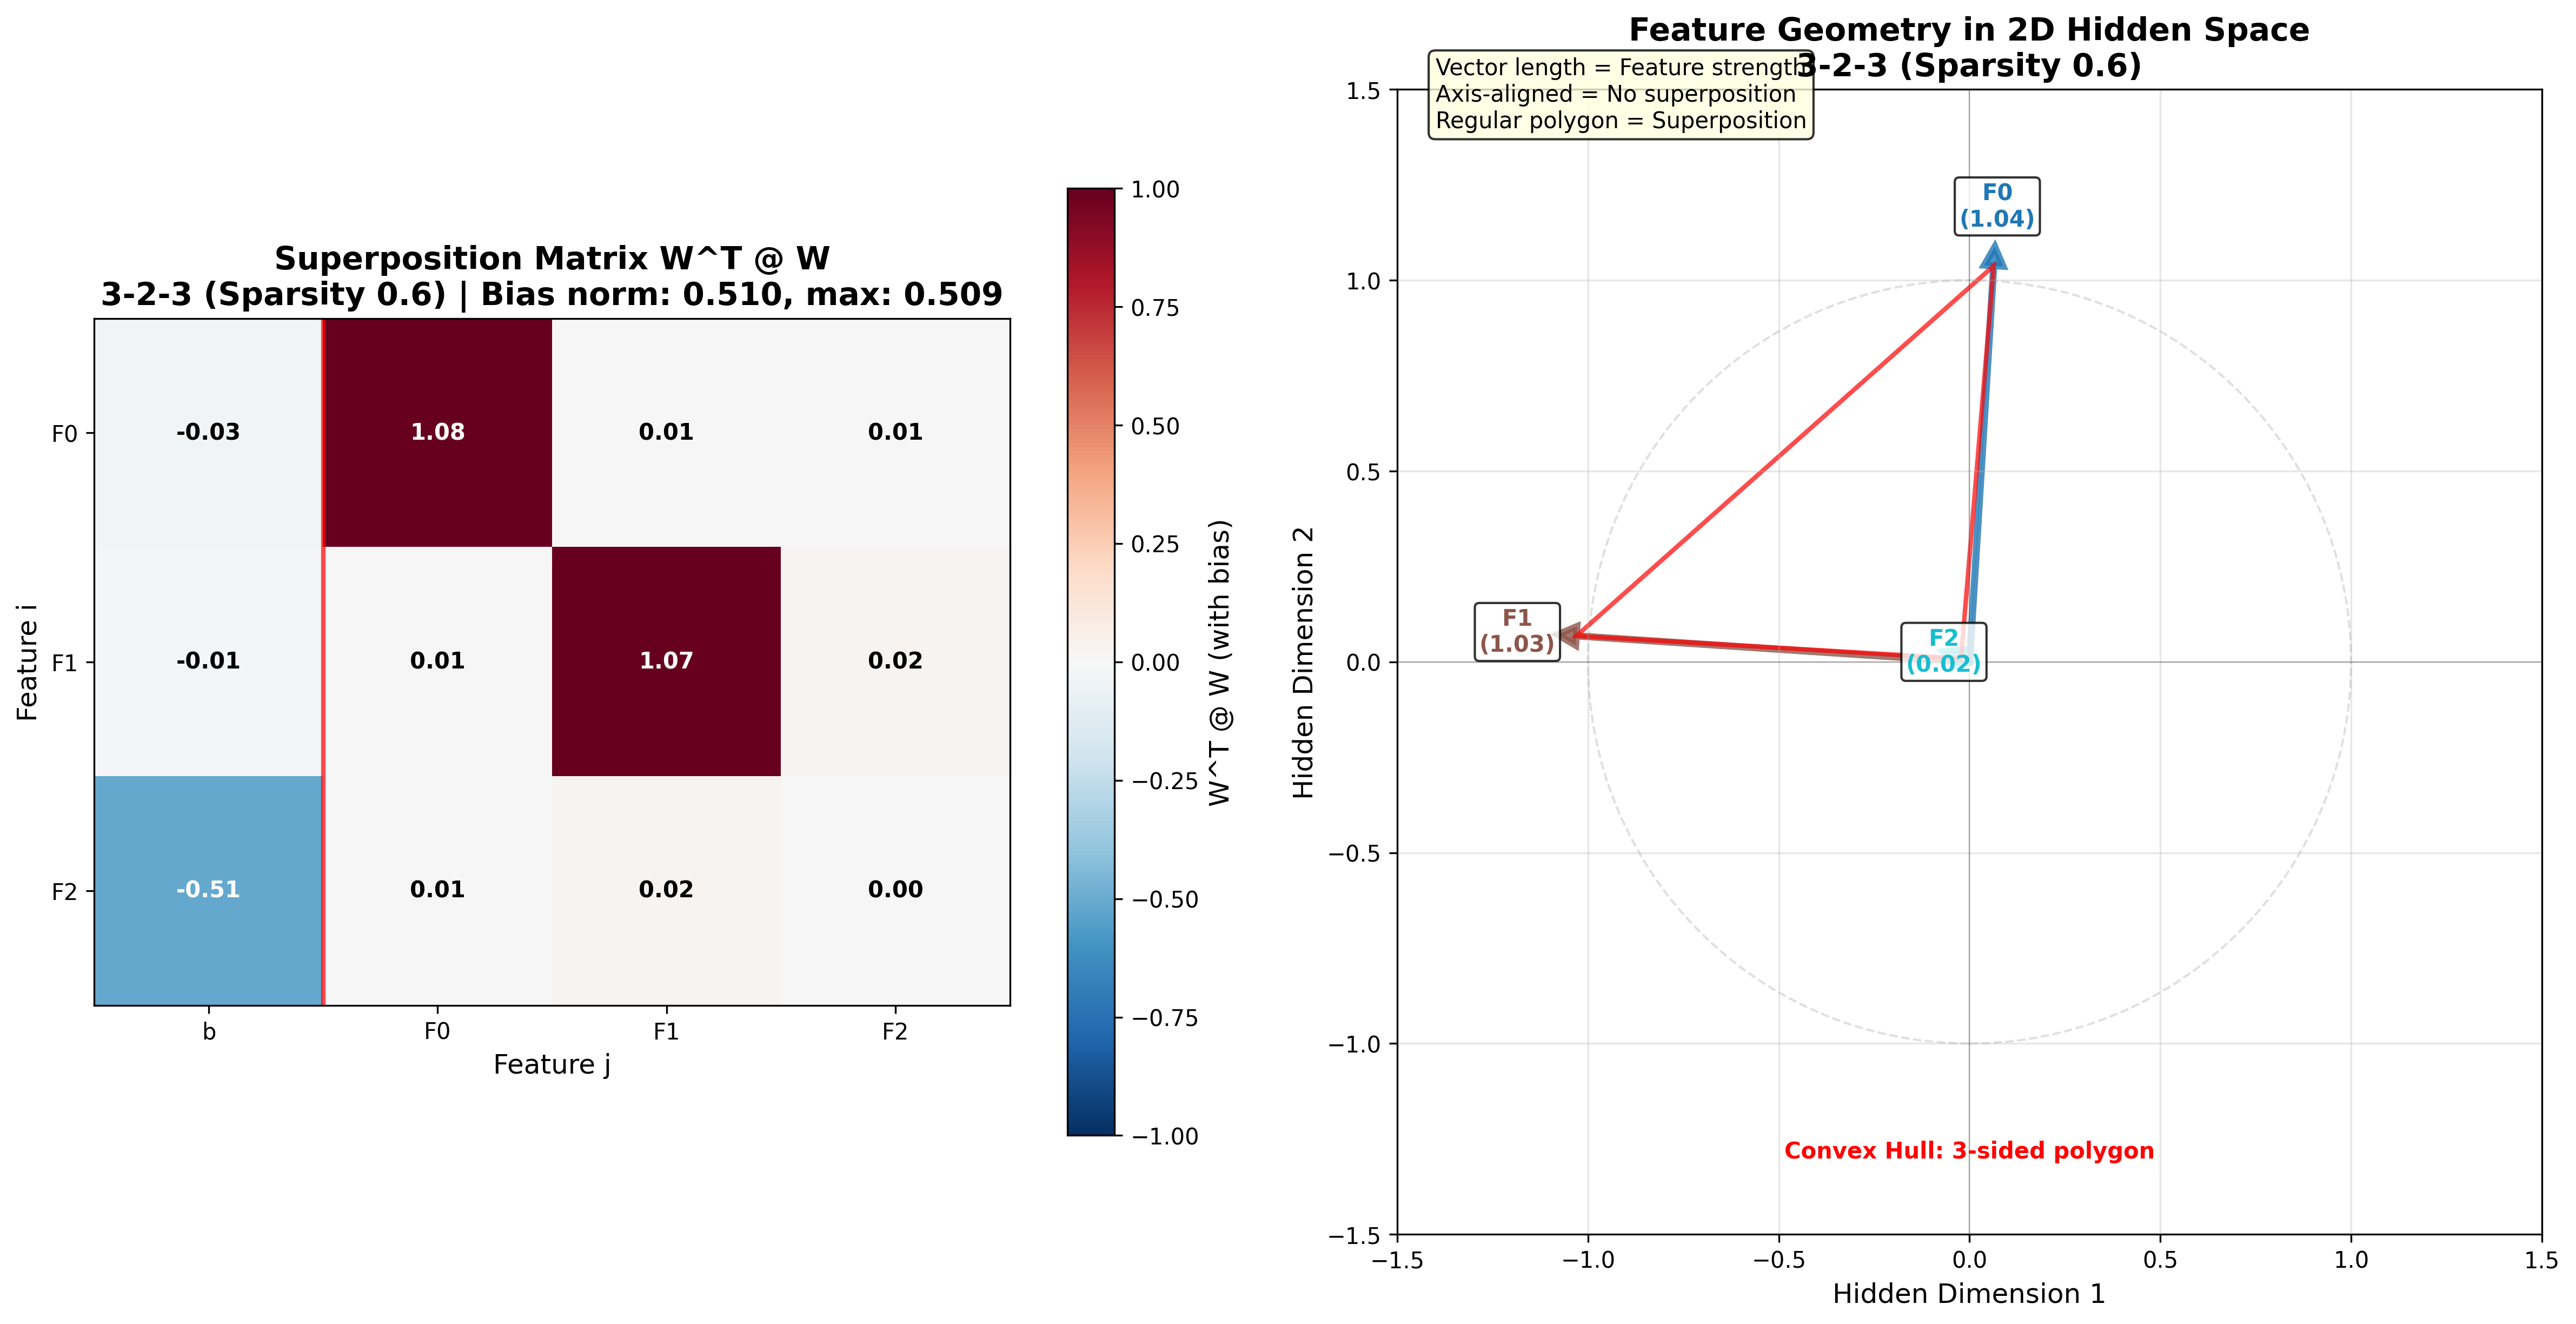 Superposition Matrix W^T @ W
3-2-3 (Sparsity 0.6) | Bias norm: 0.510, max: 0.509
Feature i
F0
F1
F2
-0.03
1.08
0.01
0.01
-0.01
0.01
1.07
0.02
-0.51
0.01
0.02
0.00
b
F0
F1
F2
Feature j
1.00
0.75
0.50
0.25
0.00
−0.25
−0.50
−0.75
−1.00
W^T @ W (with bias)
Feature Geometry in 2D Hidden Space
3-2-3 (Sparsity 0.6)
Vector length = Feature strength
Axis-aligned = No superposition
Regular polygon = Superposition
Hidden Dimension 2
1.5
1.0
0.5
0.0
−0.5
−1.0
−1.5
F0
(1.04)
F1
(1.03)
F2
(0.02)
Convex Hull: 3-sided polygon
−1.5
−1.0
−0.5
0.0
0.5
1.0
1.5
Hidden Dimension 1